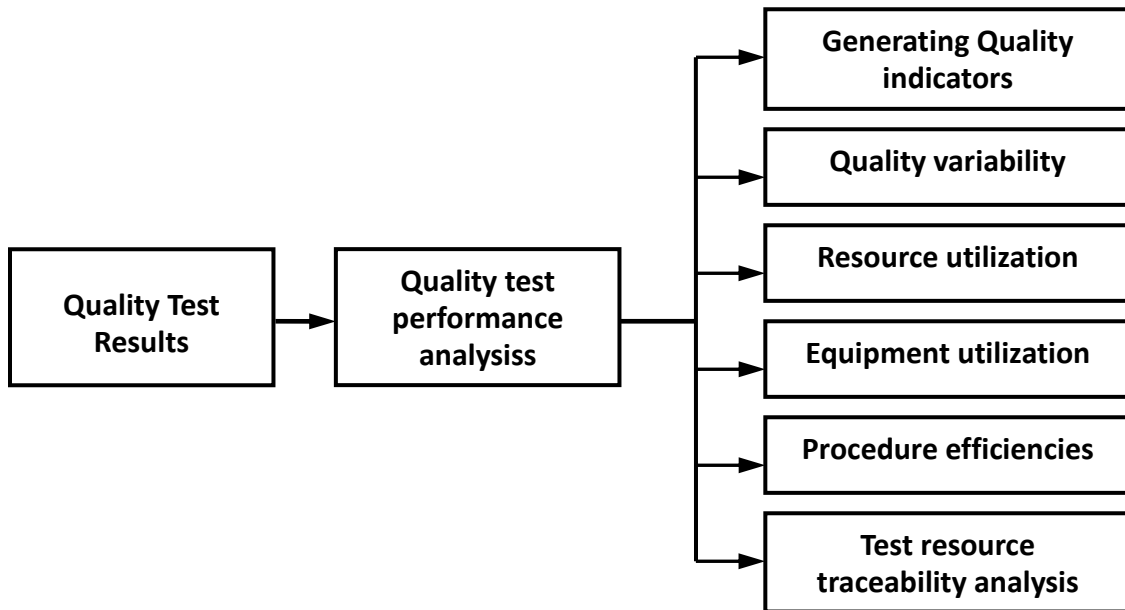 Quality Test
Results
Quality test
performance
analysiss
Generating Quality
indicators
Quality variability
Resource utilization
Equipment utilization
Procedure efficiencies
Test resource
traceability analysis